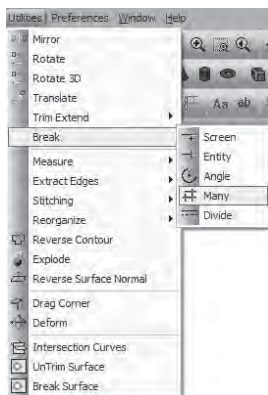 Utilities Preferences Window Help
Mirror
Rotate
Rotate 3D
Translate
Trim Extend
Break
Measure
Extract Edges
Stitching
Reorganize
Reverse Contour
Explode
Reverse Surface Normal
Drag Corner
Deform
Intersection Curves
UnTrim Surface
Break Surface
Aa ab
Screen
Entity
Angle
Many
Divide